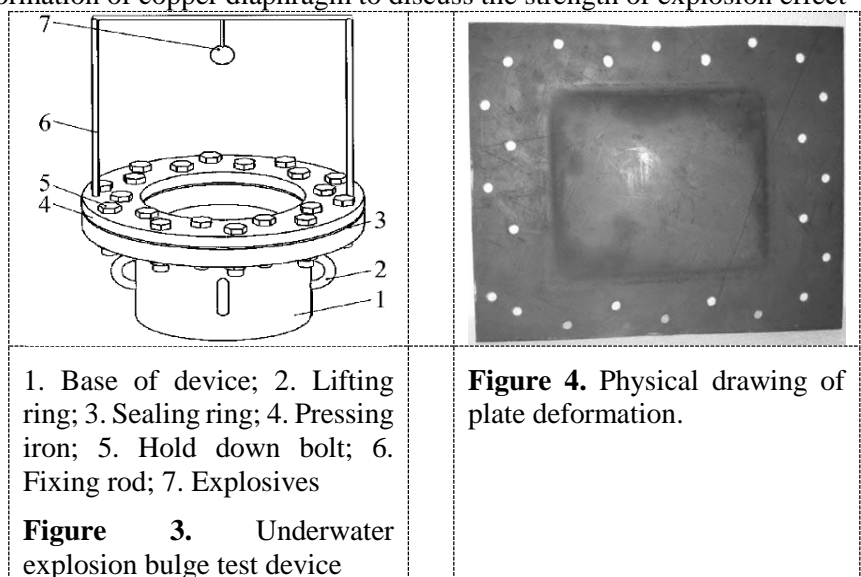 formation of copper diaphragm to discuss the strength of explosion effect
7
6
5
4
3
2
1
1. Base of device; 2. Lifting
ring; 3. Sealing ring; 4. Pressing
iron; 5. Hold down bolt; 6.
Fixing rod; 7. Explosives
Figure 3. Underwater
explosion bulge test device
Figure 4. Physical drawing of
plate deformation.